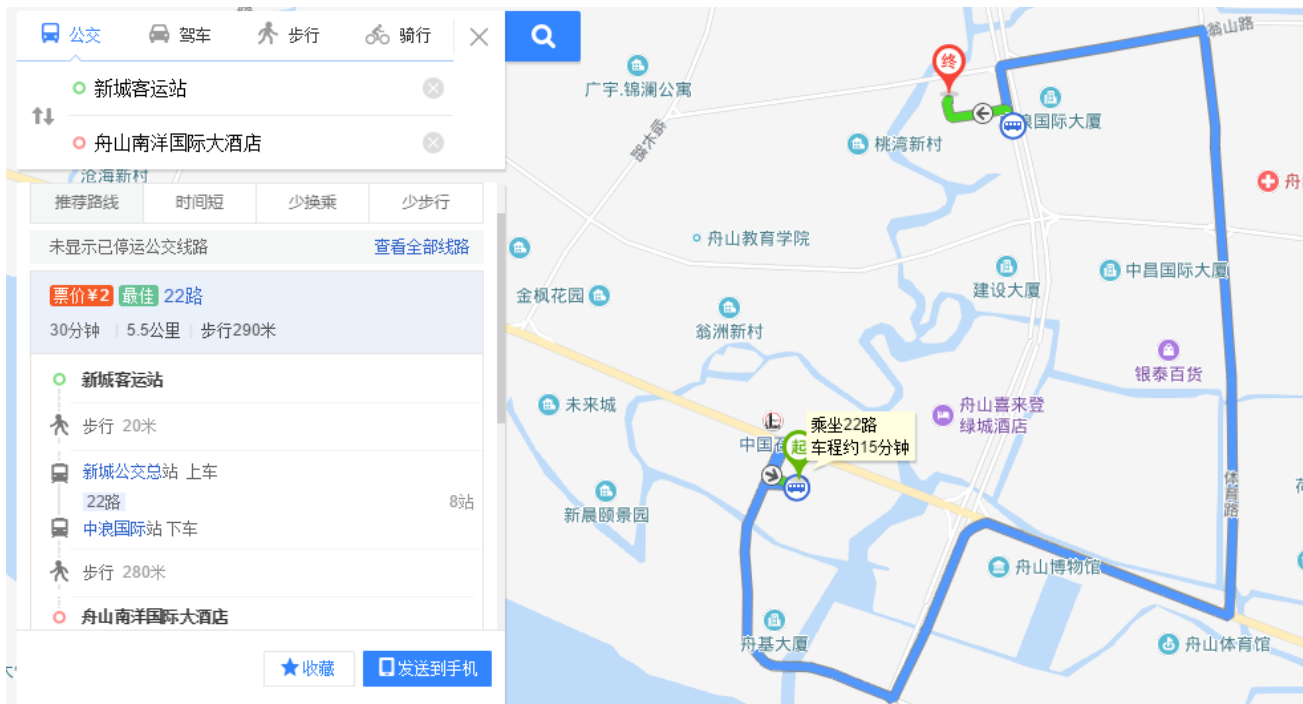 公交
驾车
步行
骑行
新城客运站
舟山南洋国际大酒店
沧海新村
推荐路线
时间短
少换乘
少步行
未显示已停运公交线路
查看全部线路
票价¥2 最佳 22路
30分钟 5.5公里 步行290米
新城客运站
步行 20米
新城公交总站 上车
22路
8站
中浪国际站 下车
步行 280米
舟山南洋国际大酒店
收藏
发送到手机
翁山路
终
广宇.锦澜公寓
浪国际大厦
临长路
桃湾新村
舟
舟山教育学院
中昌国际大厦
建设大厦
金枫花园
翁洲新村
银泰百货
未来城
舟山喜来登
绿城酒店
乘坐22路
车程约15分钟
中国
起
体育路
新晨颐景园
舟山博物馆
舟基大厦
舟山体育馆